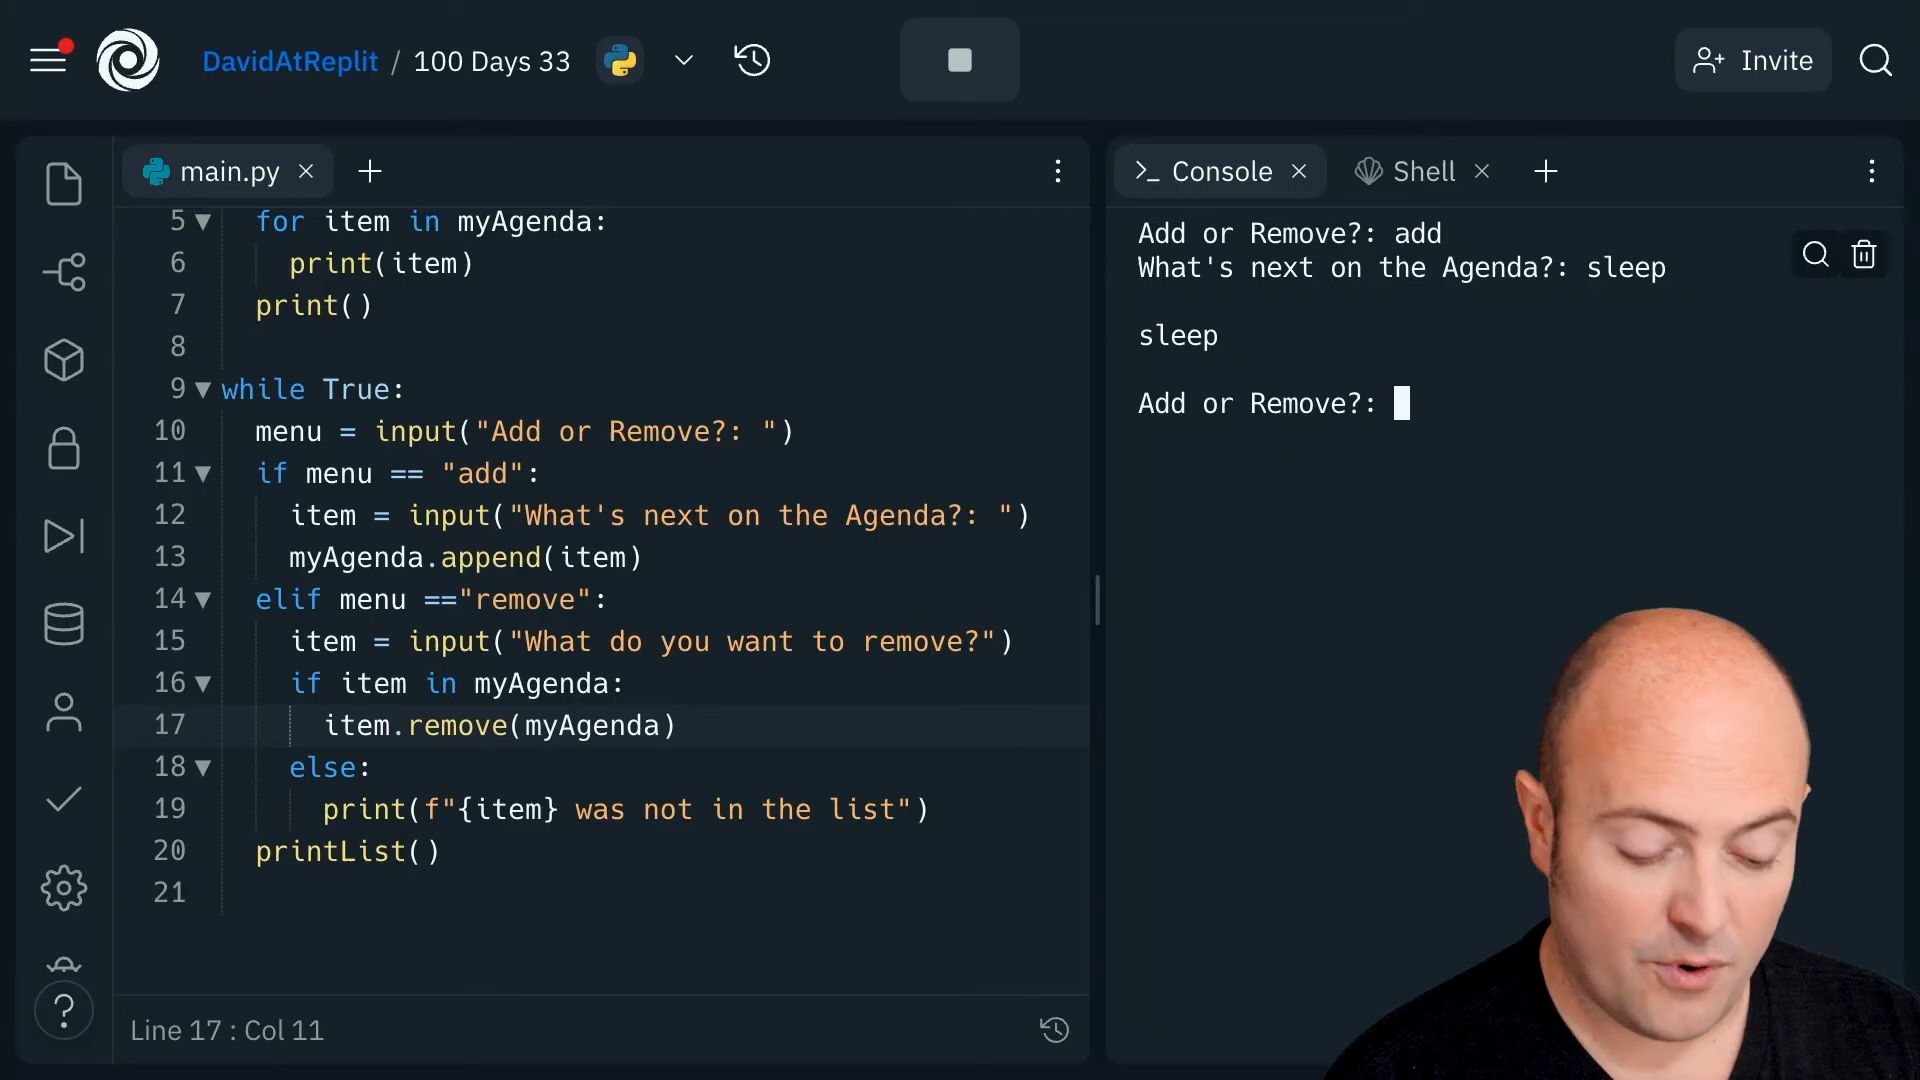 DavidAtReplit / 100 Days 33
Invite
main.py
Console
Shell
5 for item in myAgenda:
6 print(item)
7 print()
8
9 while True:
10 menu = input("Add or Remove?: ")
11 if menu == "add":
12 item = input("What's next on the Agenda?: ")
13 myAgenda.append(item)
14 elif menu =="remove":
15 item = input("What do you want to remove?")
16 if item in myAgenda:
17 item.remove(myAgenda)
18 else:
19 print(f"{item} was not in the list")
20 printList()
21
Line 17 : Col 11
Add or Remove?: add
What's next on the Agenda?: sleep
sleep
Add or Remove?: